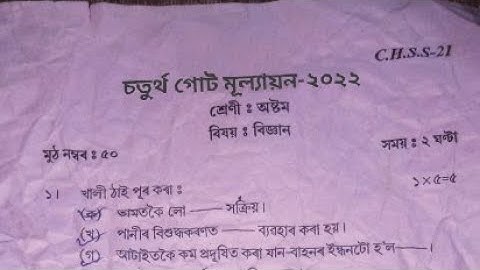 C.H.S.S-21
চতুৰ্থ গোট মূল্যায়ন-২০২২
শ্ৰেণী : অষ্টম
বিষয় : বিজ্ঞান
মুঠ নম্বৰ : ৫০ সময় : ২ ঘণ্টা
১। খালী ঠাই পূৰ কৰা : ১×৫=৫
(ক) তামতকৈ লো —— সক্ৰিয়।
(খ) পানীৰ বিশুদ্ধকৰণত —— ব্যৱহাৰ কৰা হয়।
(গ) আটাইতকৈ কম প্ৰদূষিত কৰা যান-বাহনৰ ইন্ধনটো হ'ল——।